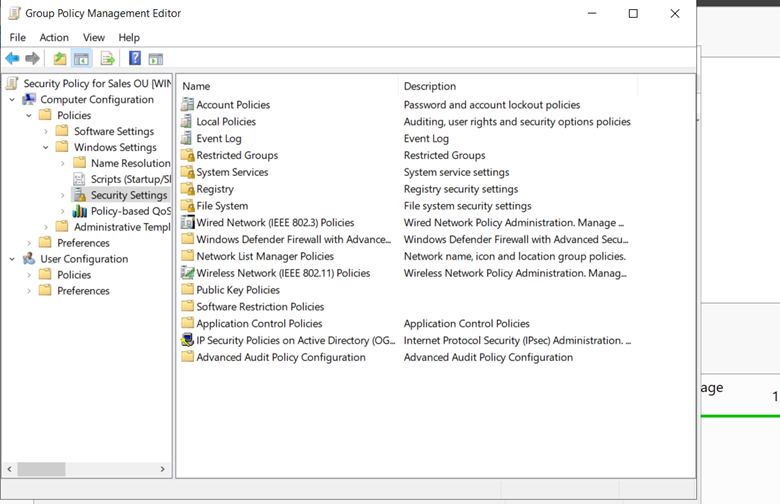 Group Policy Management Editor
File Action View Help
Security Policy for Sales OU [WIN
Computer Configuration
Policies
Software Settings
Windows Settings
Name Resolution
Scripts (Startup/Sh
Security Settings
Policy-based QoS
Administrative Templ
Preferences
User Configuration
Policies
Preferences
Name Description
Account Policies Password and account lockout policies
Local Policies Auditing, user rights and security options policies
Event Log Event Log
Restricted Groups Restricted Groups
System Services System service settings
Registry Registry security settings
File System File system security settings
Wired Network (IEEE 802.3) Policies Wired Network Policy Administration. Manage ...
Windows Defender Firewall with Advance... Windows Defender Firewall with Advanced Secu...
Network List Manager Policies Network name, icon and location group policies.
Wireless Network (IEEE 802.11) Policies Wireless Network Policy Administration. Manag...
Public Key Policies
Software Restriction Policies
Application Control Policies Application Control Policies
IP Security Policies on Active Directory (OG... Internet Protocol Security (IPsec) Administration. ...
Advanced Audit Policy Configuration Advanced Audit Policy Configuration
age
1